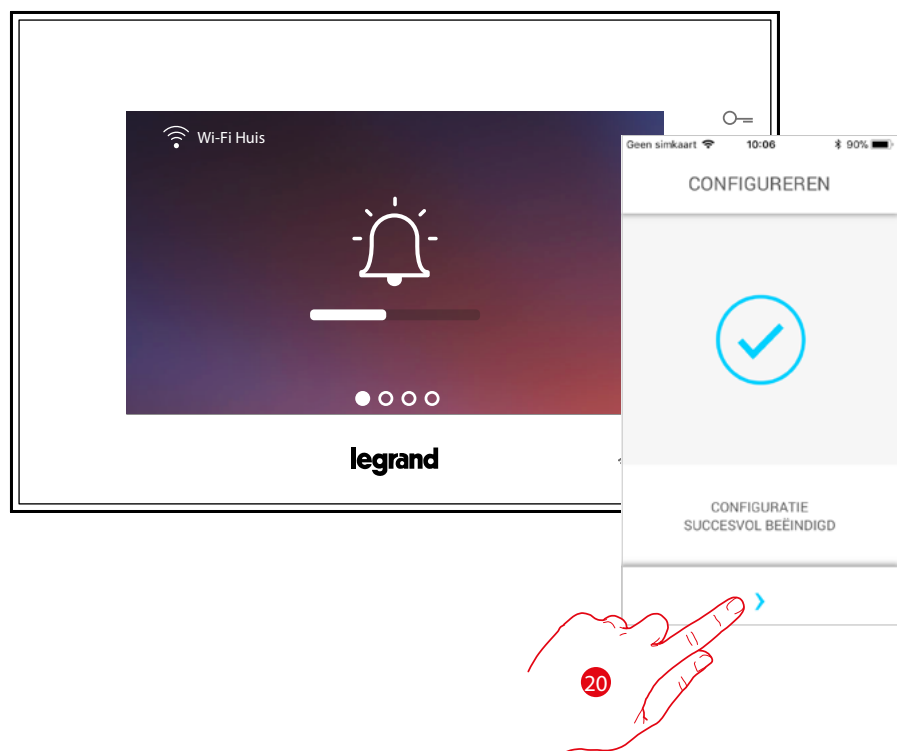 Wi-Fi Huis
legrand
Geen simkaart 10:06 90%
CONFIGUREREN
CONFIGURATIE
SUCCESVOL BEËINDIGD
20